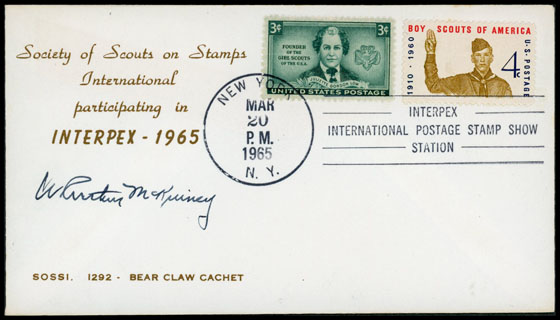 Society of Scouts on Stamps
International
participating in
INTERPEX - 1965
3¢ 3¢
FOUNDER OF THE
GIRL SCOUTS
OF THE U.S.A.
UNITED STATES POSTAGE
BOY SCOUTS OF AMERICA
1910 - 1960
U.S. POSTAGE
4¢
NEW YORK
MAR
20
P.M.
1965
N. Y.
INTERPEX
INTERNATIONAL POSTAGE STAMP SHOW
STATION
McKinney
SOSSI. 1292 - BEAR CLAW CACHET